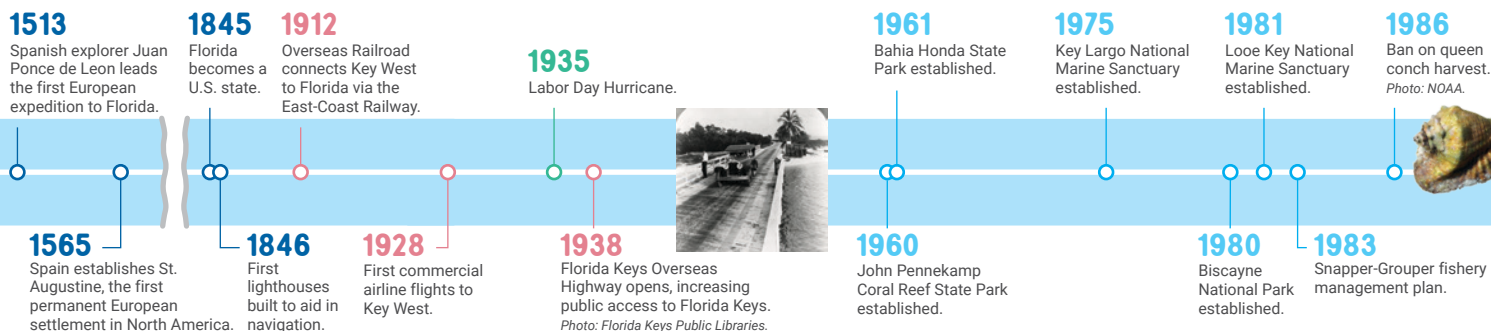 1513
Spanish explorer Juan
Ponce de Leon leads
the first European
expedition to Florida.
1845
Florida
becomes a
U.S. state.
1912
Overseas Railroad
connects Key West
to Florida via the
East-Coast Railway.
1935
Labor Day Hurricane.
1961
Bahia Honda State
Park established.
1975
Key Largo National
Marine Sanctuary
established.
1981
Looe Key National
Marine Sanctuary
established.
1986
Ban on queen
conch harvest.
Photo: NOAA.
1565
Spain establishes St.
Augustine, the first
permanent European
settlement in North America.
1846
First
lighthouses
built to aid in
navigation.
1928
First commercial
airline flights to
Key West.
1938
Florida Keys Overseas
Highway opens, increasing
public access to Florida Keys.
Photo: Florida Keys Public Libraries.
1960
John Pennekamp
Coral Reef State Park
established.
1980
Biscayne
National Park
established.
1983
Snapper-Grouper fishery
management plan.